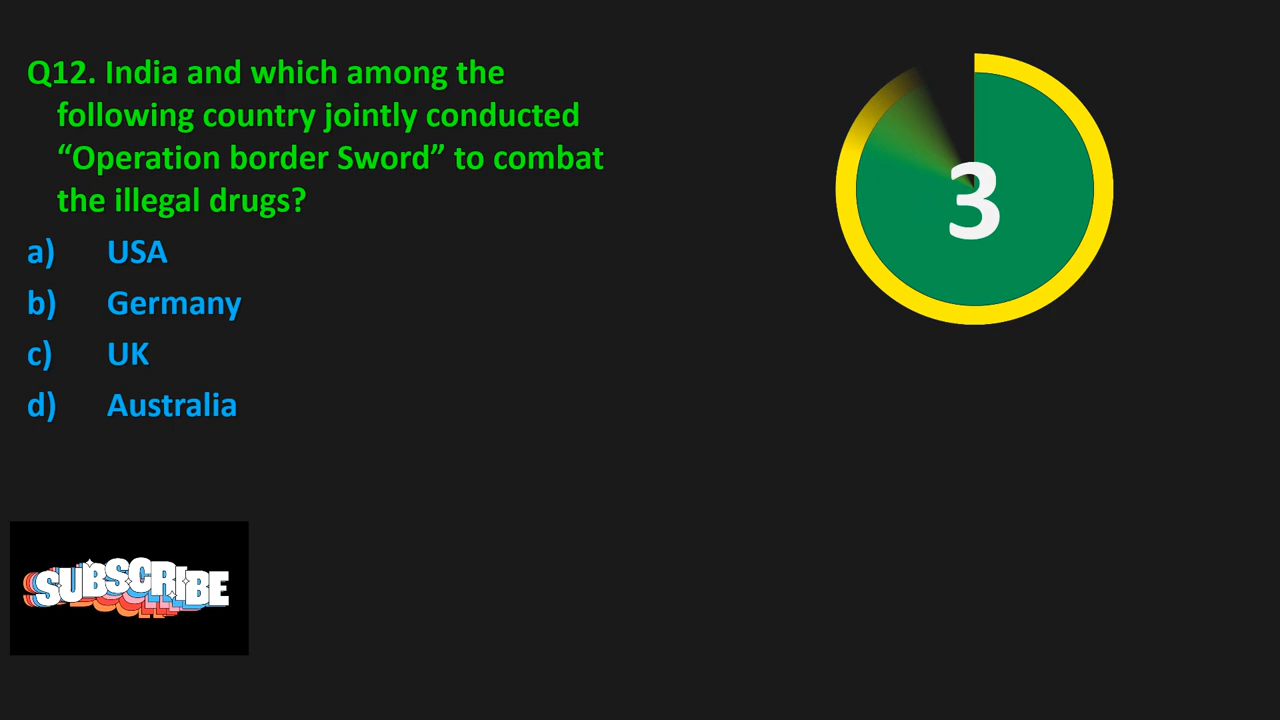 Q12. India and which among the
following country jointly conducted
“Operation border Sword” to combat
the illegal drugs?
a) USA
b) Germany
c) UK
d) Australia
3
SUBSCRIBE